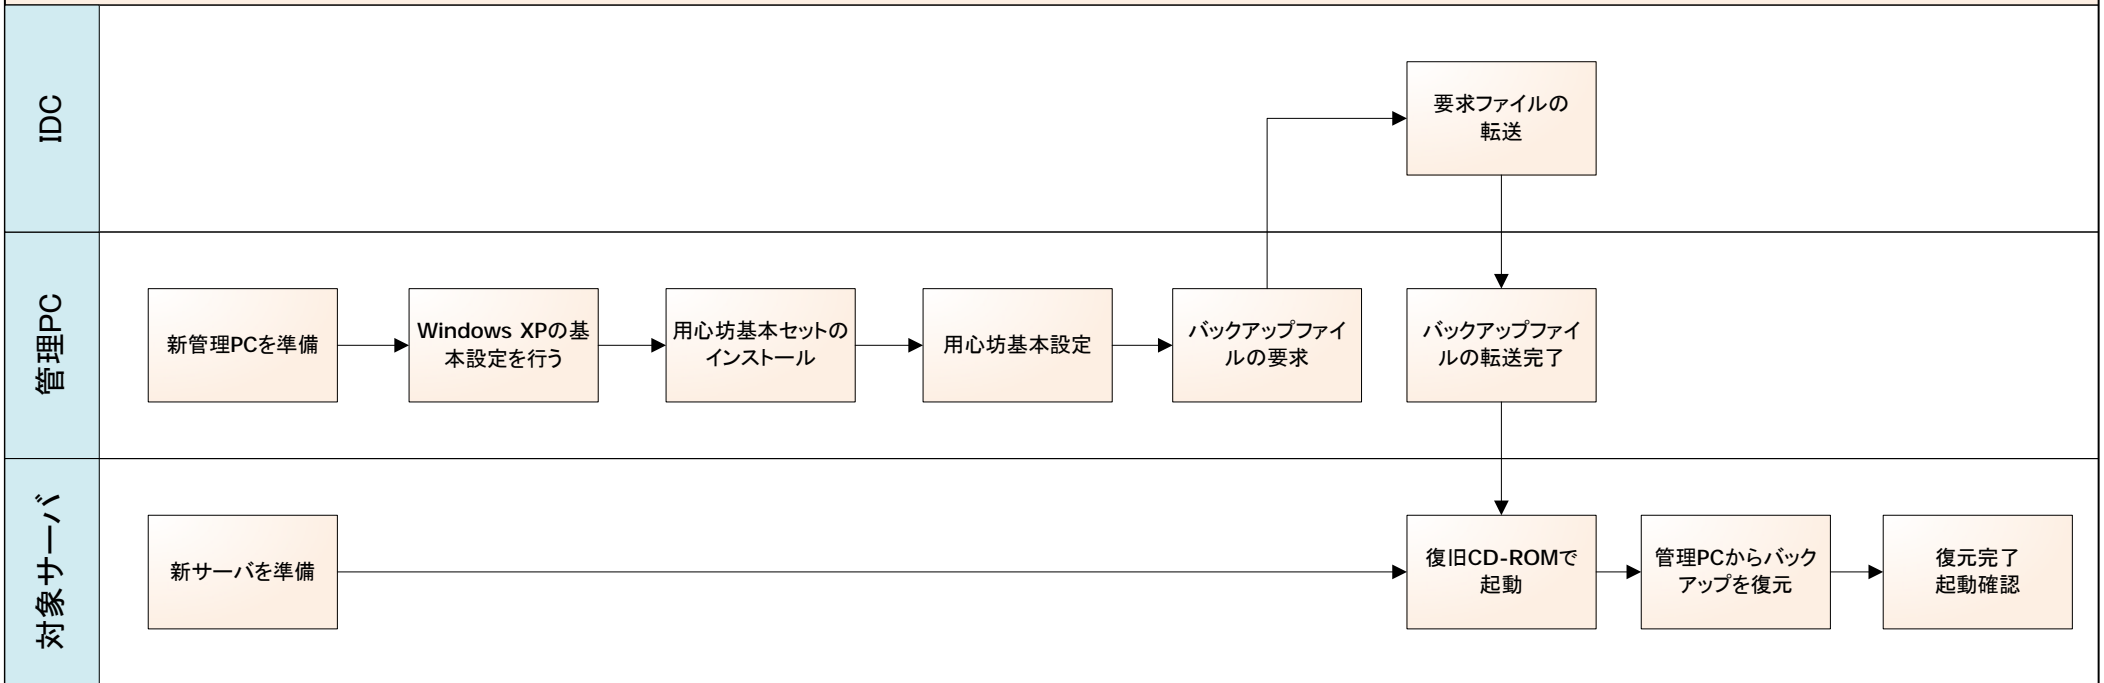 IDC
要求ファイルの
転送
管理PC
新管理PCを準備
Windows XPの基
本設定を行う
用心坊基本セットの
インストール
用心坊基本設定
バックアップファイ
ルの要求
バックアップファイ
ルの転送完了
対象サーバ
新サーバを準備
復旧CD-ROMで
起動
管理PCからバック
アップを復元
復元完了
起動確認